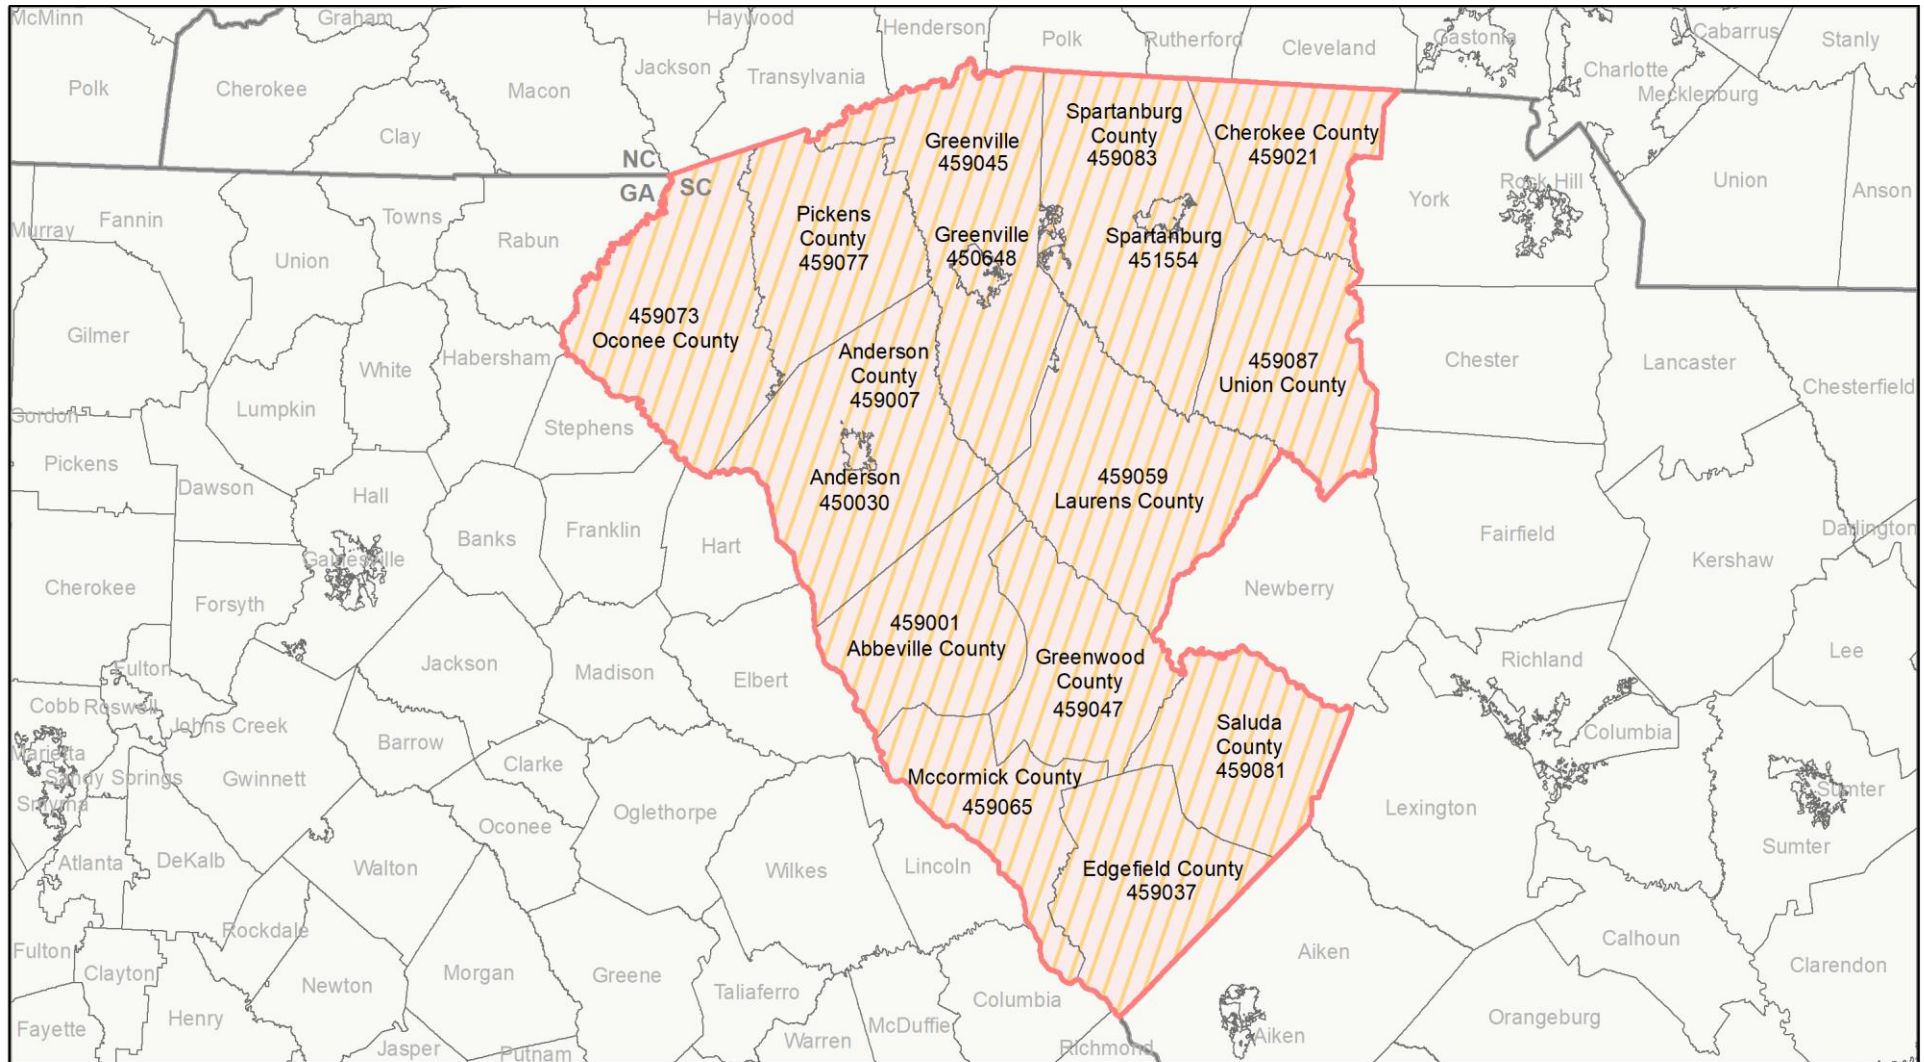 McMinn
Graham
Haywood
Henderson
Polk
Rutherford
Cleveland
Gastonia
Cabarrus
Stanly
Polk
Cherokee
Macon
Jackson
Transylvania
Charlotte
Mecklenburg
Clay
NC
GA
SC
Greenville
459045
Spartanburg
County
459083
Cherokee County
459021
York
Rock Hill
Union
Anson
Murray
Fannin
Towns
Rabun
Union
Pickens
County
459077
Greenville
450648
Spartanburg
451554
Gilmer
White
Habersham
459073
Oconee County
Anderson
County
459007
459087
Union County
Chester
Lancaster
Chesterfield
Gordon
Lumpkin
Stephens
Pickens
Dawson
Hall
Anderson
450030
459059
Laurens County
Banks
Franklin
Hart
Fairfield
Darlington
Kershaw
Gainesville
Cherokee
Forsyth
Newberry
459001
Abbeville County
Greenwood
County
459047
Fulton
Jackson
Madison
Elbert
Richland
Lee
Cobb
Roswell
Johns Creek
Saluda
County
459081
Columbia
Marietta
Sandy Springs
Gwinnett
Barrow
Clarke
Mccormick County
459065
Smyrna
Oconee
Oglethorpe
Lexington
Sumter
Atlanta
DeKalb
Walton
Wilkes
Lincoln
Edgefield County
459037
Sumter
Rockdale
Fulton
Clayton
Newton
Morgan
Greene
Taliaferro
Columbia
Aiken
Calhoun
Clarendon
Fayette
Henry
Jasper
Putnam
Warren
McDuffie
Richmond
Aiken
Orangeburg